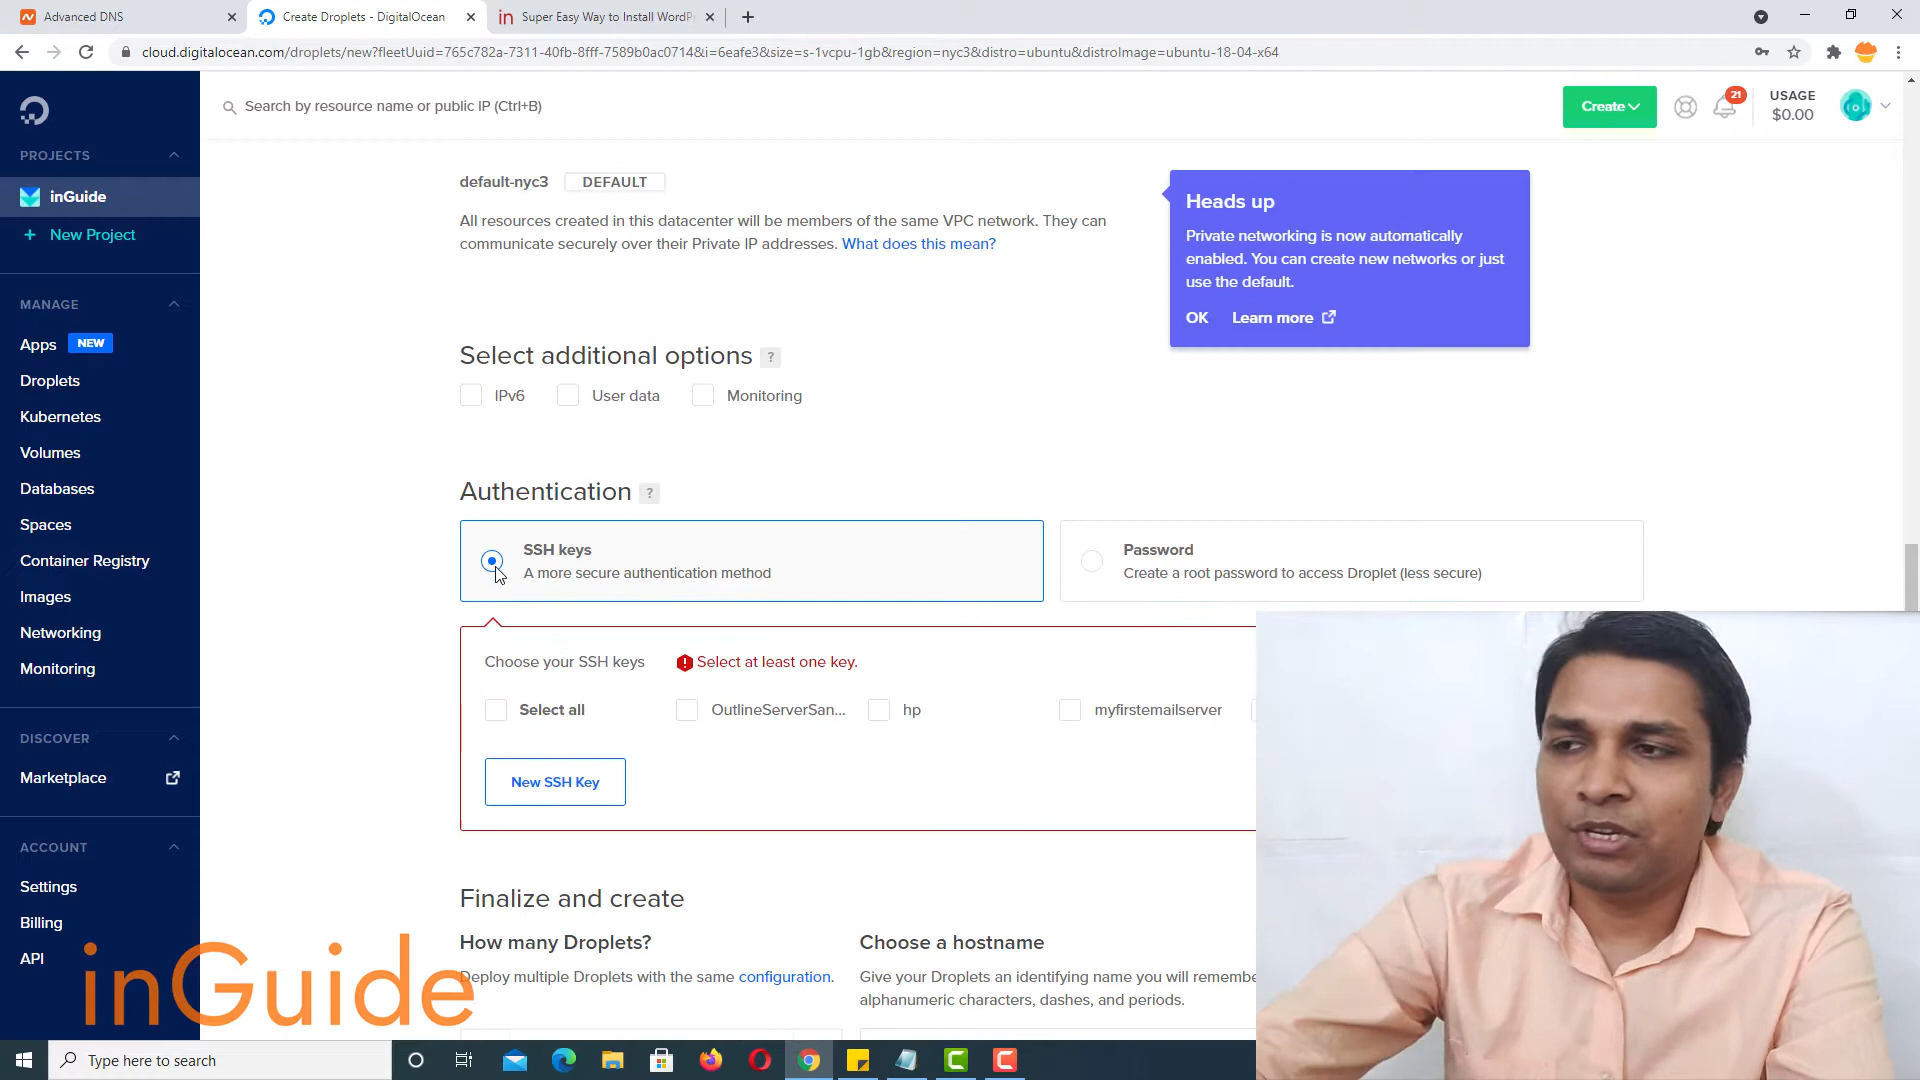 Advanced DNS
Create Droplets - DigitalOcean
in Super Easy Way to Install WordP
cloud.digitalocean.com/droplets/new?fleetUuid=765c782a-7311-40fb-8fff-7589b0ac0714&i=6eafe3&size=s-1vcpu-1gb&region=nyc3&distro=ubuntu&distroImage=ubuntu-18-04-x64
Search by resource name or public IP (Ctrl+B)
Create
21
USAGE
$0.00
PROJECTS
inGuide
+ New Project
MANAGE
Apps NEW
Droplets
Kubernetes
Volumes
Databases
Spaces
Container Registry
Images
Networking
Monitoring
DISCOVER
Marketplace
ACCOUNT
Settings
Billing
API
default-nyc3 DEFAULT
All resources created in this datacenter will be members of the same VPC network. They can
communicate securely over their Private IP addresses. What does this mean?
Heads up
Private networking is now automatically
enabled. You can create new networks or just
use the default.
OK Learn more
Select additional options ?
IPv6 User data Monitoring
Authentication ?
SSH keys
A more secure authentication method
Password
Create a root password to access Droplet (less secure)
Choose your SSH keys Select at least one key.
Select all OutlineServerSan... hp myfirstemailserver
New SSH Key
Finalize and create
How many Droplets?
Deploy multiple Droplets with the same configuration.
Choose a hostname
Give your Droplets an identifying name you will remembe
alphanumeric characters, dashes, and periods.
inGuide
Type here to search